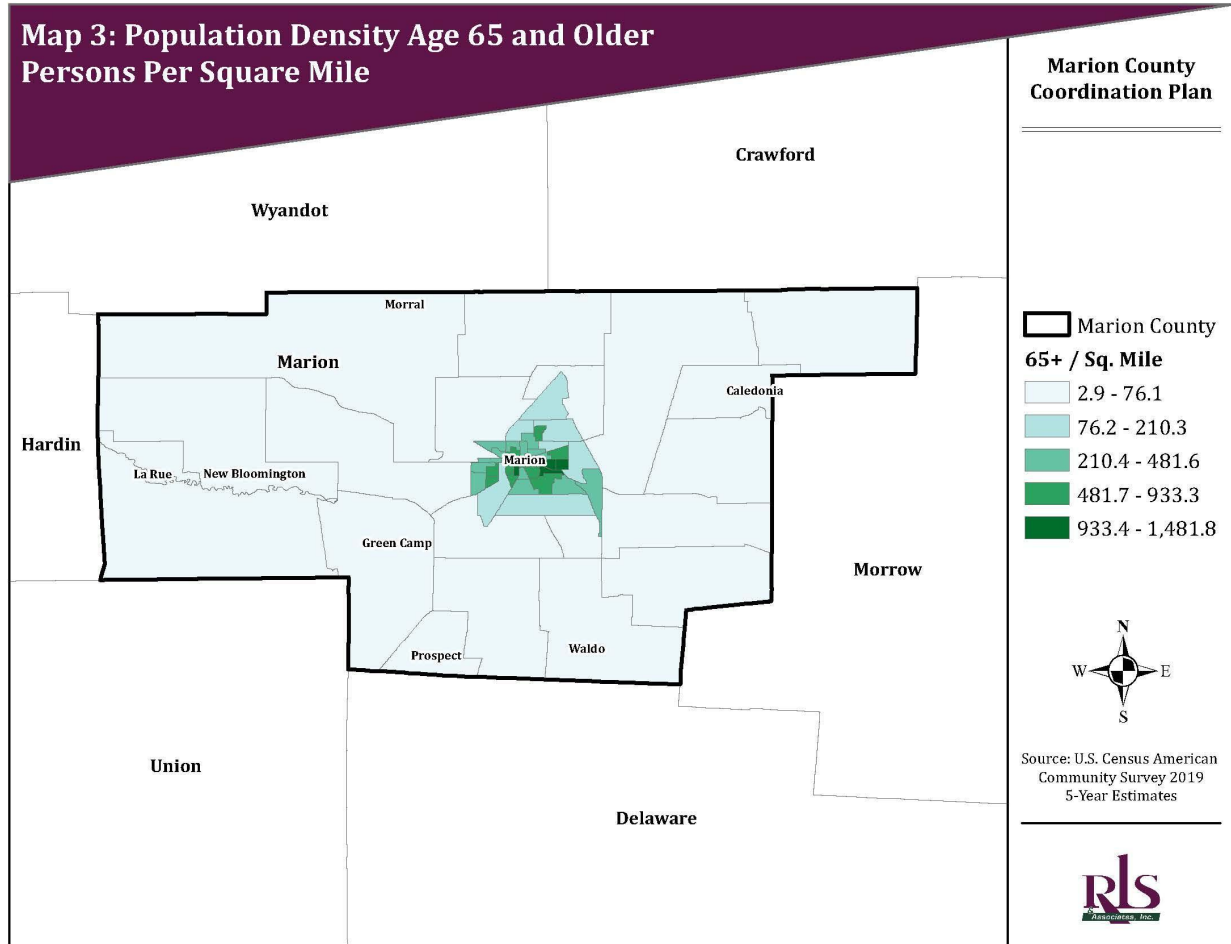 Map 3: Population Density Age 65 and Older
Persons Per Square Mile
Marion County
Coordination Plan
Crawford
Wyandot
Morral
Marion
Caledonia
Hardin
Marion
La Rue
New Bloomington
Green Camp
Morrow
Prospect
Waldo
Union
Delaware
Marion County
65+ / Sq. Mile
2.9 - 76.1
76.2 - 210.3
210.4 - 481.6
481.7 - 933.3
933.4 - 1,481.8
N
W E
S
Source: U.S. Census American
Community Survey 2019
5-Year Estimates
RLS
& Associates, Inc.